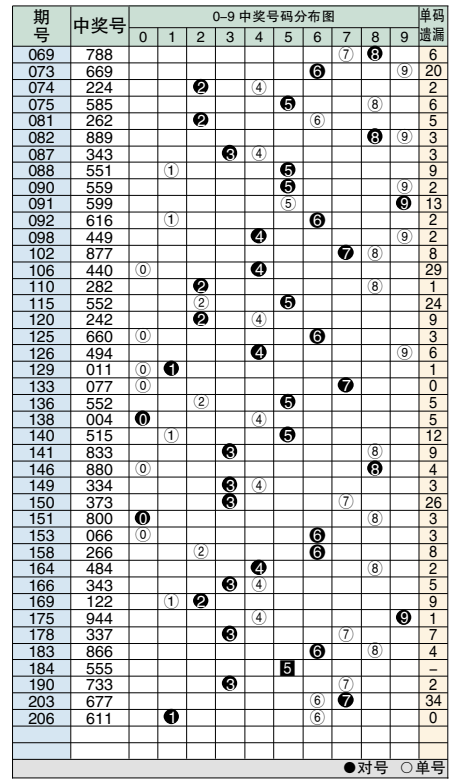 期号 中奖号 0–9 中奖号码分布图 单码遗漏
0 1 2 3 4 5 6 7 8 9
069 788 ⑦ ❽ 6
073 669 ❻ ⑨ 20
074 224 ❷ ④ 2
075 585 ❺ ⑧ 6
081 262 ❷ ⑥ 5
082 889 ❽ ⑨ 3
087 343 ❸ ④ 3
088 551 ① ❺ 9
090 559 ❺ ⑨ 2
091 599 ⑤ ❾ 13
092 616 ① ❻ 2
098 449 ❹ ⑨ 2
102 877 ❼ ⑧ 8
106 440 ⓪ ❹ 29
110 282 ❷ ⑧ 1
115 552 ② ❺ 24
120 242 ❷ ④ 9
125 660 ⓪ ❻ 3
126 494 ❹ ⑨ 6
129 011 ⓪ ❶ 1
133 077 ⓪ ❼ 0
136 552 ② ❺ 5
138 004 ⓿ ④ 5
140 515 ① ❺ 12
141 833 ❸ ⑧ 9
146 880 ⓪ ❽ 4
149 334 ❸ ④ 3
150 373 ❸ ⑦ 26
151 800 ⓿ ⑧ 3
153 066 ⓪ ❻ 3
158 266 ② ❻ 8
164 484 ❹ ⑧ 2
166 343 ❸ ④ 5
169 122 ① ❷ 9
175 944 ④ ❾ 1
178 337 ❸ ⑦ 7
183 866 ❻ ⑧ 4
184 555 5 –
190 733 ❸ ⑦ 2
203 677 ⑥ ❼ 34
206 611 ❶ ⑥ 0
●对号 ○单号